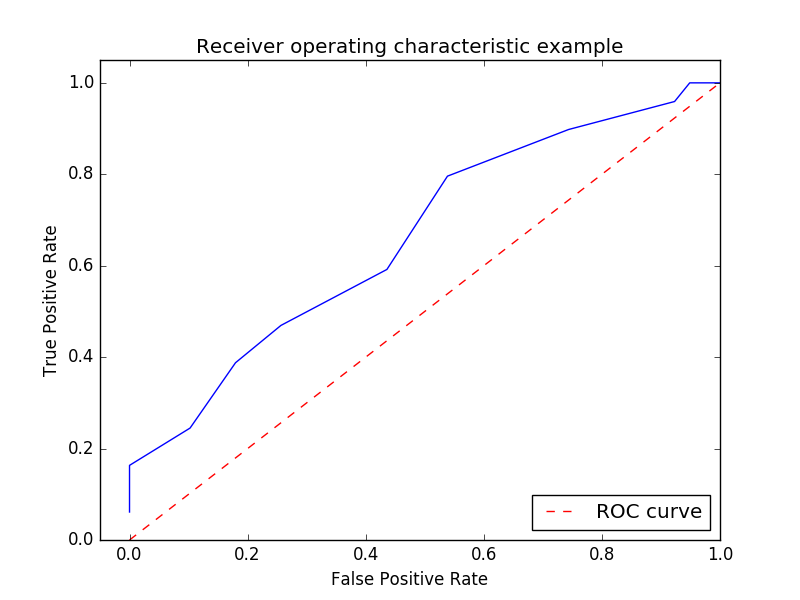 Receiver operating characteristic example
True Positive Rate
1.0
0.8
0.6
0.4
0.2
0.0
ROC curve
0.0 0.2 0.4 0.6 0.8 1.0
False Positive Rate